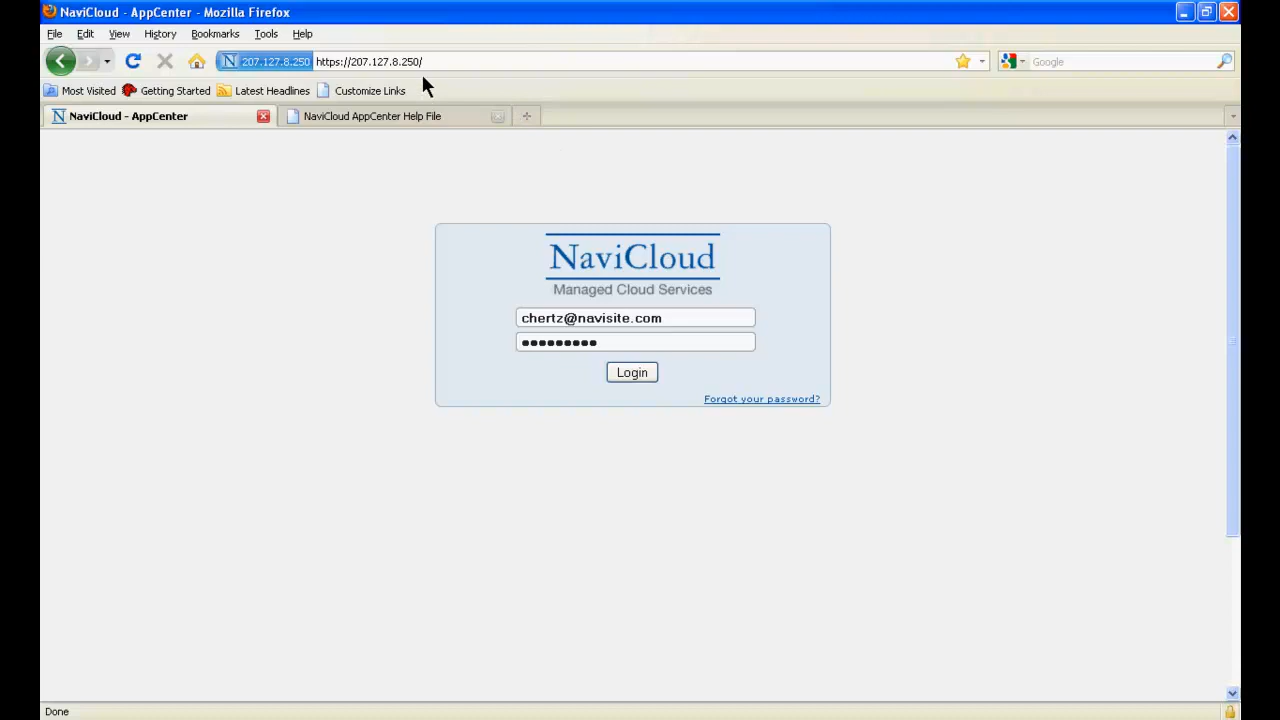 NaviCloud - AppCenter - Mozilla Firefox
File Edit View History Bookmarks Tools Help
N 207.127.8.250 https://207.127.8.250/ Google
Most Visited Getting Started Latest Headlines Customize Links
N NaviCloud - AppCenter NaviCloud AppCenter Help File
NaviCloud
Managed Cloud Services
chertz@navisite.com
Login
Forgot your password?
Done